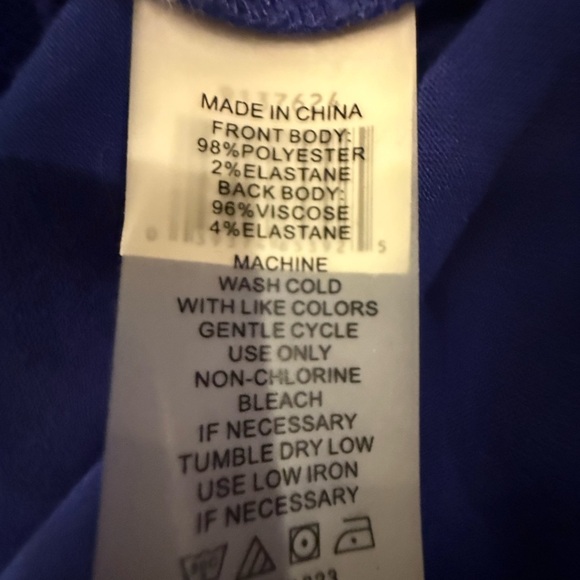 MADE IN CHINA
FRONT BODY:
98%POLYESTER
2%ELASTANE
BACK BODY:
96%VISCOSE
4%ELASTANE
MACHINE
WASH COLD
WITH LIKE COLORS
GENTLE CYCLE
USE ONLY
NON-CHLORINE
BLEACH
IF NECESSARY
TUMBLE DRY LOW
USE LOW IRON
IF NECESSARY